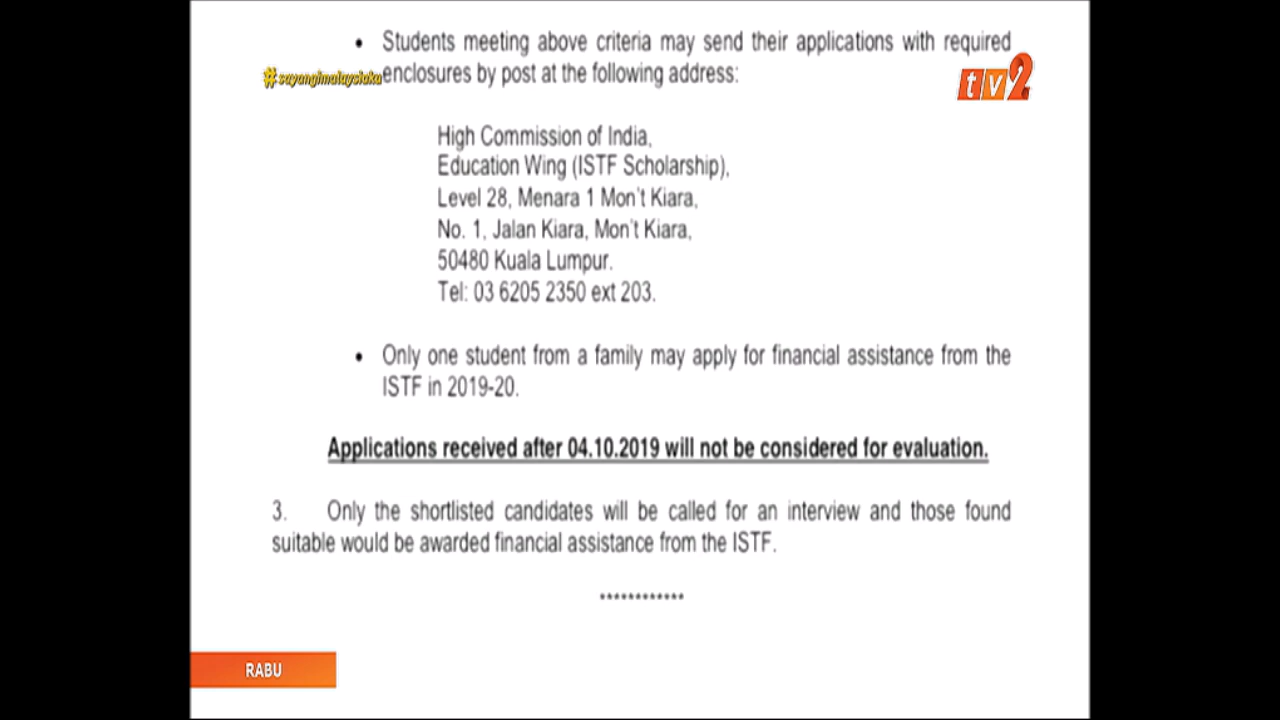 • Students meeting above criteria may send their applications with required
#sayangimalaysiaku
enclosures by post at the following address:
tv2
High Commission of India,
Education Wing (ISTF Scholarship),
Level 28, Menara 1 Mon't Kiara,
No. 1, Jalan Kiara, Mon't Kiara,
50480 Kuala Lumpur.
Tel: 03 6205 2350 ext 203.
• Only one student from a family may apply for financial assistance from the
ISTF in 2019-20.
Applications received after 04.10.2019 will not be considered for evaluation.
3. Only the shortlisted candidates will be called for an interview and those found
suitable would be awarded financial assistance from the ISTF.
************
RABU